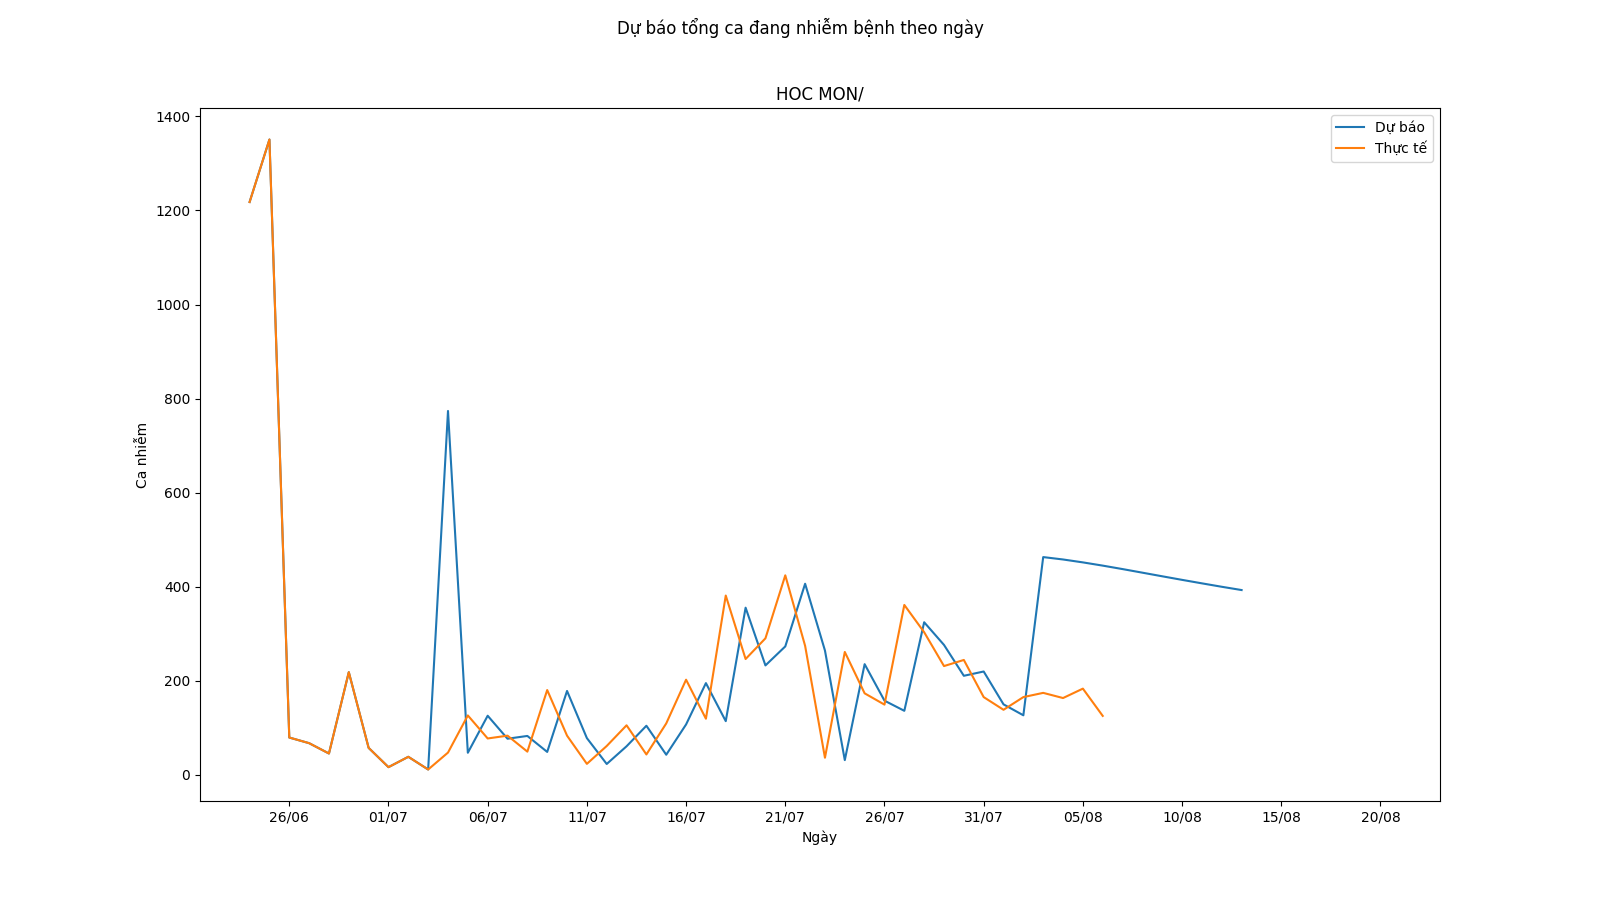 Dự báo tổng ca đang nhiễm bệnh theo ngày
HOC MON/
Dự báo
Thực tế
1400
1200
1000
800
600
400
200
0
Ca nhiễm
26/06 01/07 06/07 11/07 16/07 21/07 26/07 31/07 05/08 10/08 15/08 20/08
Ngày